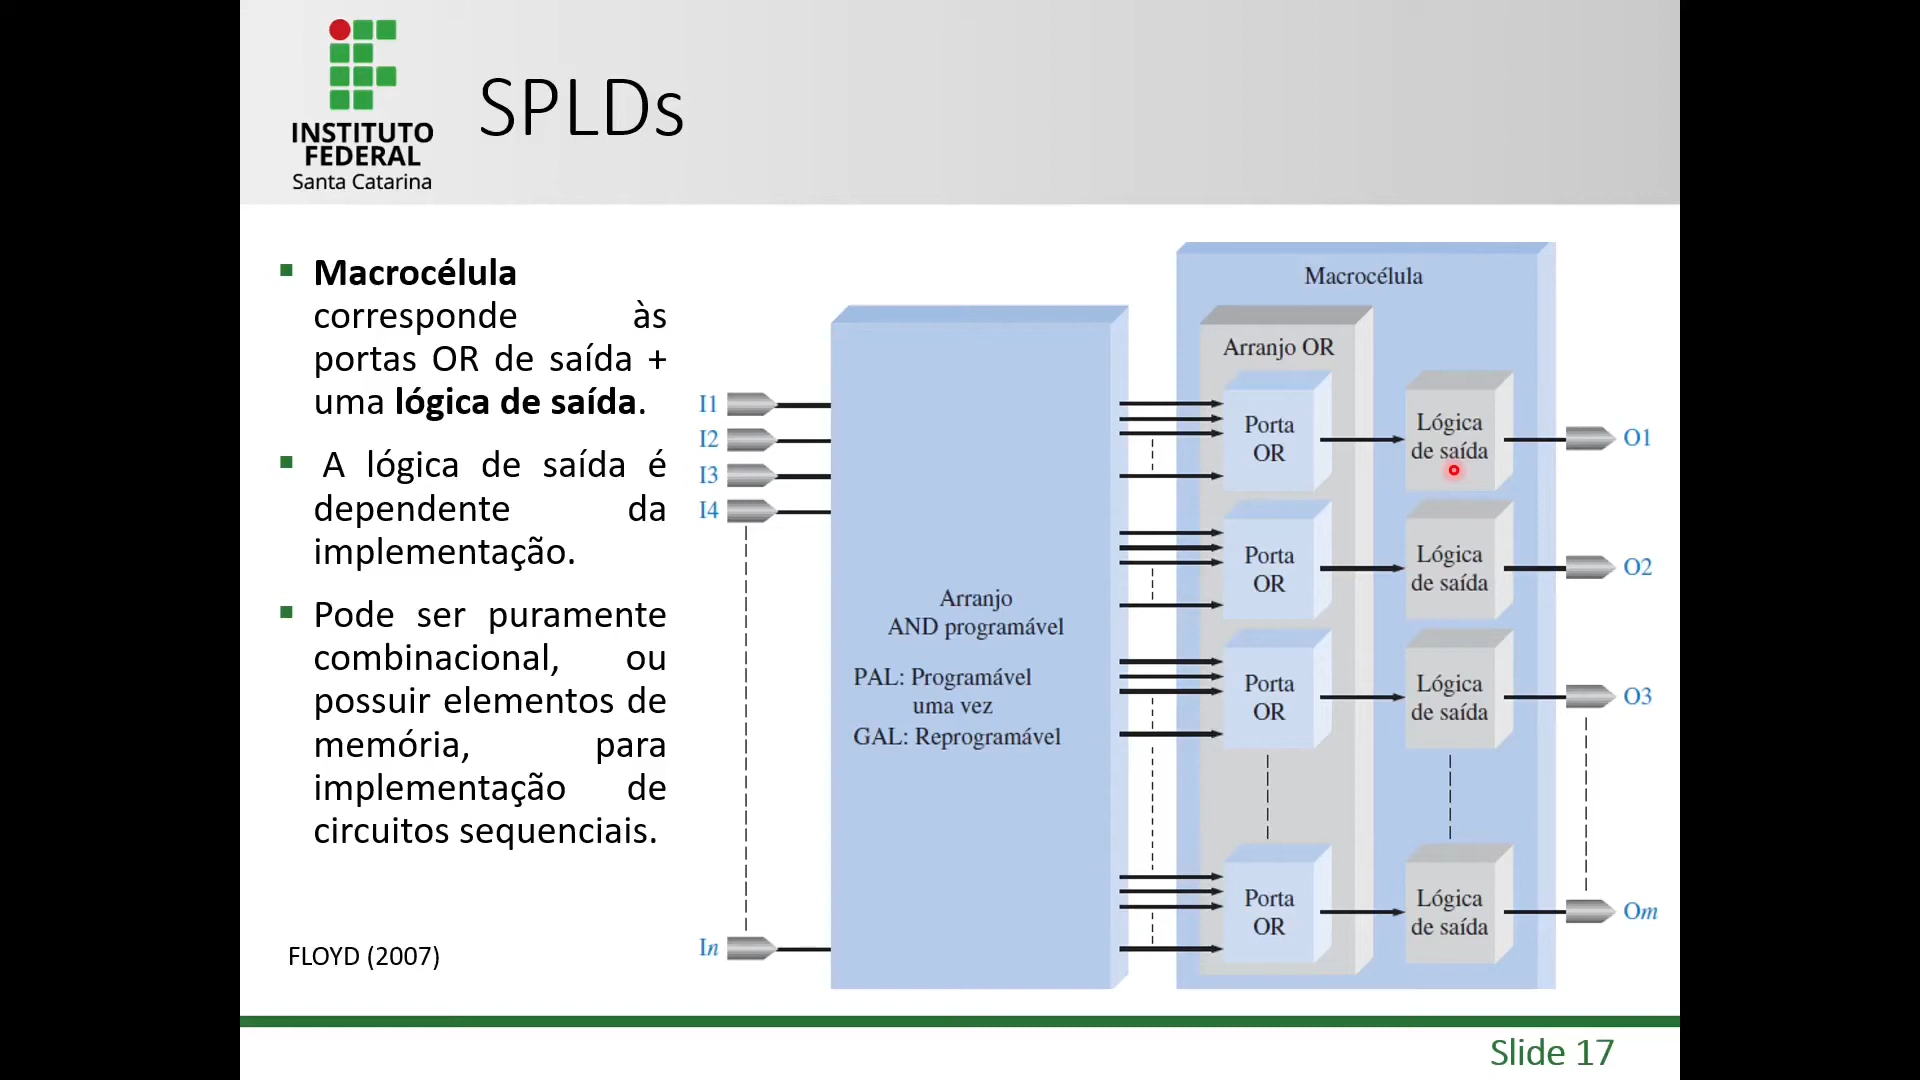 INSTITUTO
FEDERAL
Santa Catarina
SPLDs
Macrocélula
corresponde às
portas OR de saída +
uma lógica de saída.
A lógica de saída é
dependente da
implementação.
Pode ser puramente
combinacional, ou
possuir elementos de
memória, para
implementação de
circuitos sequenciais.
FLOYD (2007)
I1
I2
I3
I4
In
Arranjo
AND programável
PAL: Programável
uma vez
GAL: Reprogramável
Macrocélula
Arranjo OR
Porta
OR
Lógica
de saída
O1
Porta
OR
Lógica
de saída
O2
Porta
OR
Lógica
de saída
O3
Porta
OR
Lógica
de saída
Om
Slide 17